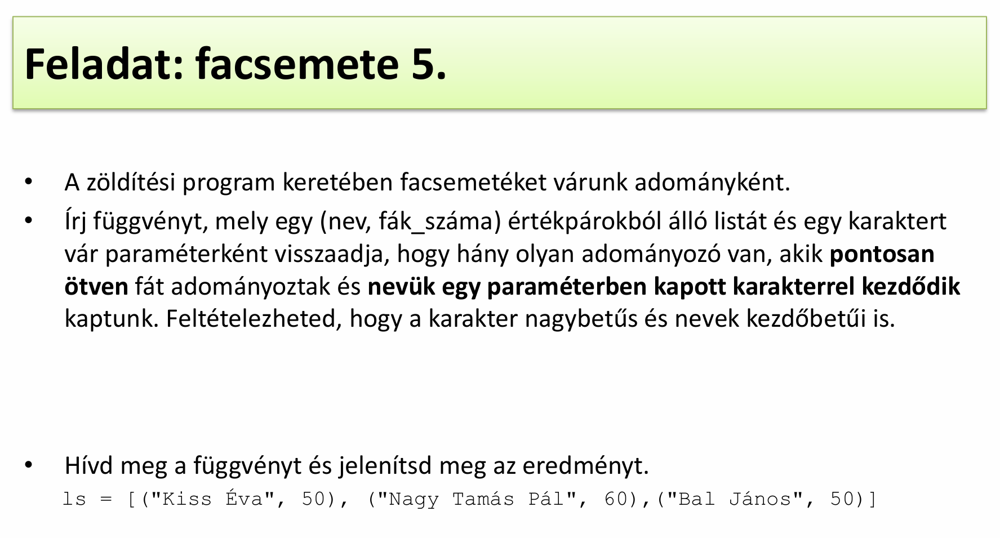 Feladat: facsemete 5.
• A zöldítési program keretében facsemetéket várunk adományként.
• Írj függvényt, mely egy (nev, fák_száma) értékpárokból álló listát és egy karaktert
vár paraméterként visszaadja, hogy hány olyan adományozó van, akik pontosan
ötven fát adományoztak és nevük egy paraméterben kapott karakterrel kezdődik
kaptunk. Feltételezheted, hogy a karakter nagybetűs és nevek kezdőbetűi is.
• Hívd meg a függvényt és jelenítsd meg az eredményt.
ls = [("Kiss Éva", 50), ("Nagy Tamás Pál", 60),("Bal János", 50)]